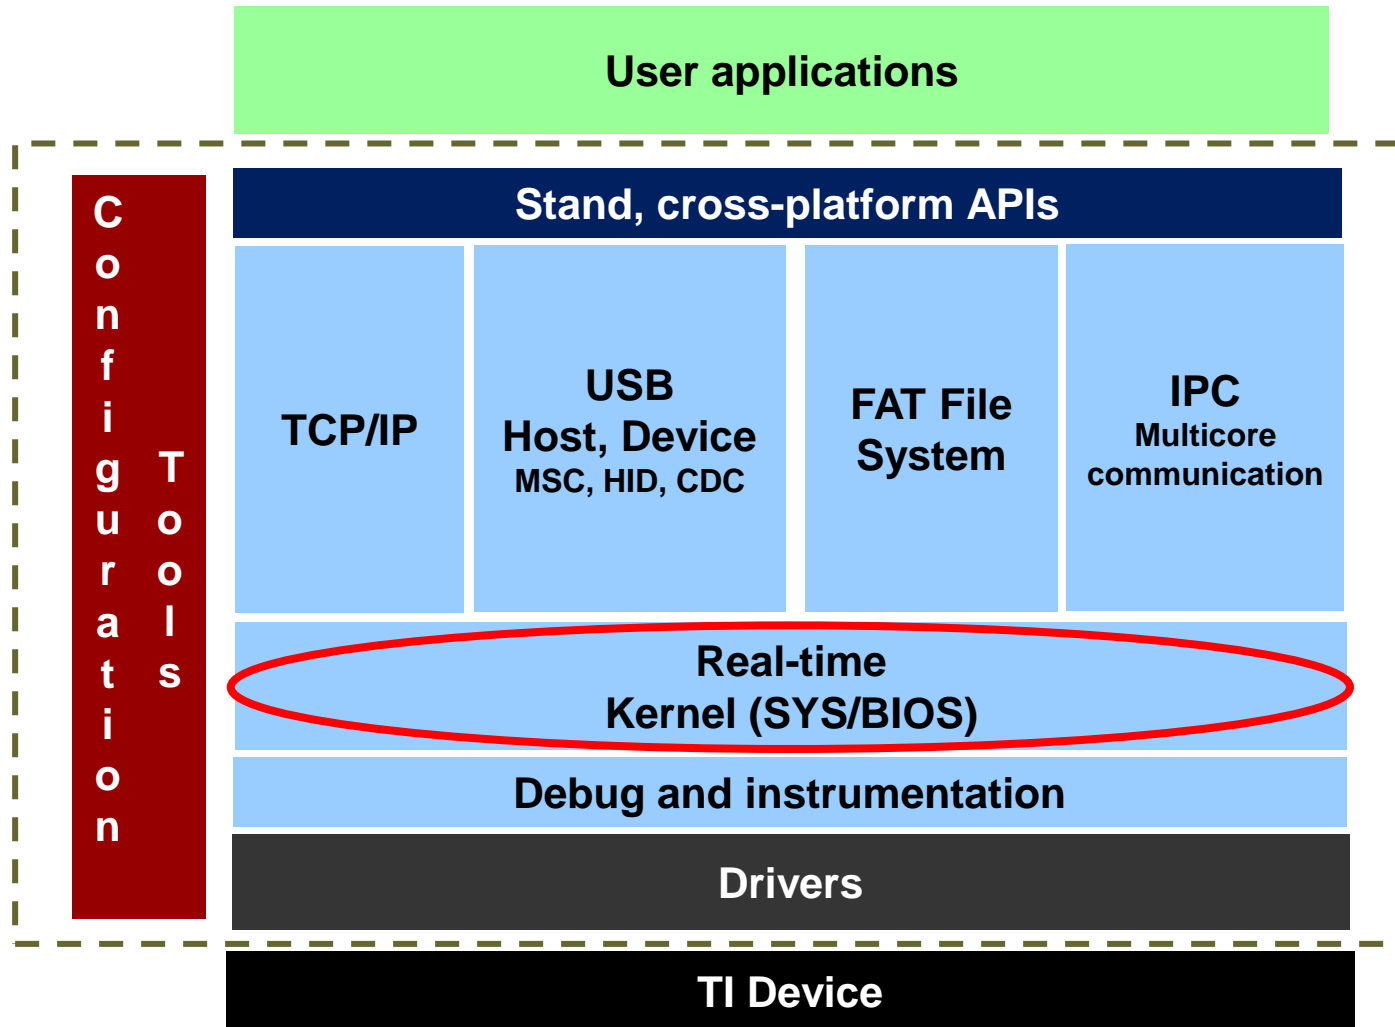 User applications
Configuration
Tools
Stand, cross-platform APIs
TCP/IP
USB
Host, Device
MSC, HID, CDC
FAT File
System
IPC
Multicore
communication
Real-time
Kernel (SYS/BIOS)
Debug and instrumentation
Drivers
TI Device